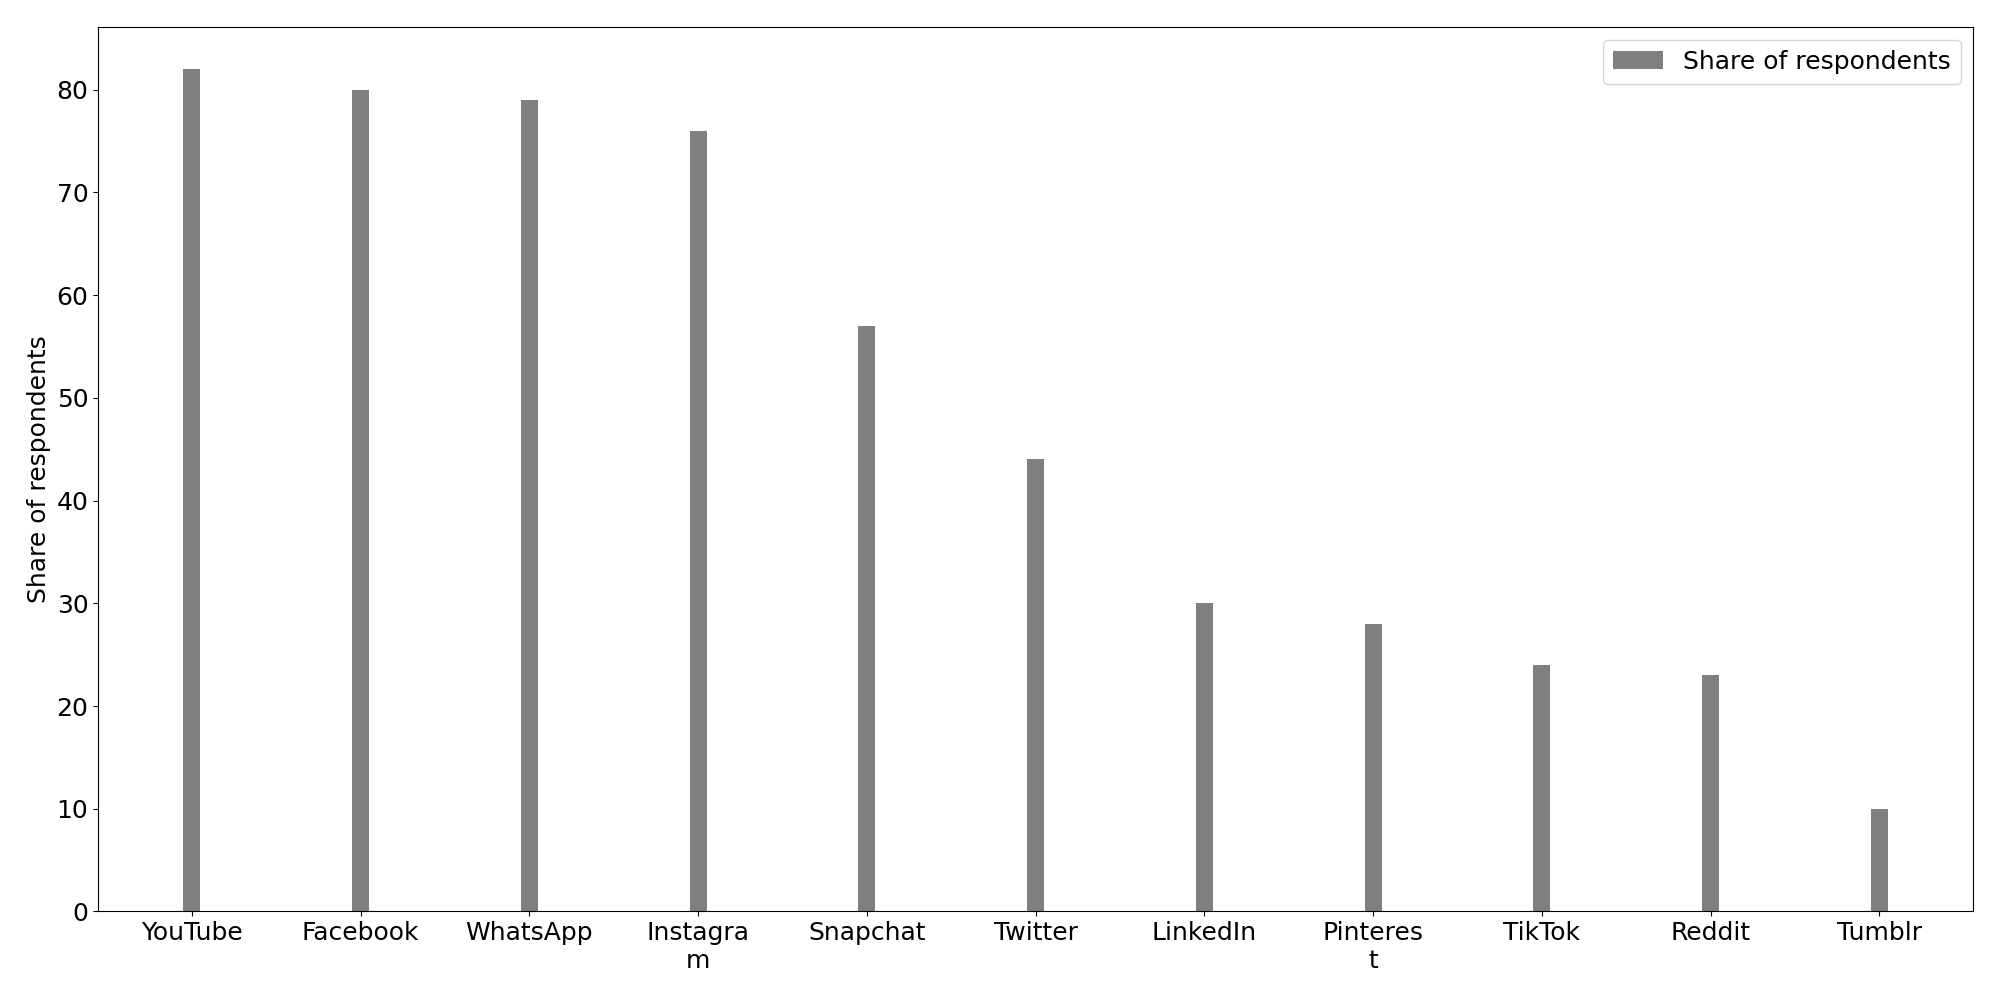 Share of respondents
80
70
60
50
40
30
20
10
0
Share of respondents
YouTube
Facebook
WhatsApp
Instagra
m
Snapchat
Twitter
LinkedIn
Pinteres
t
TikTok
Reddit
Tumblr